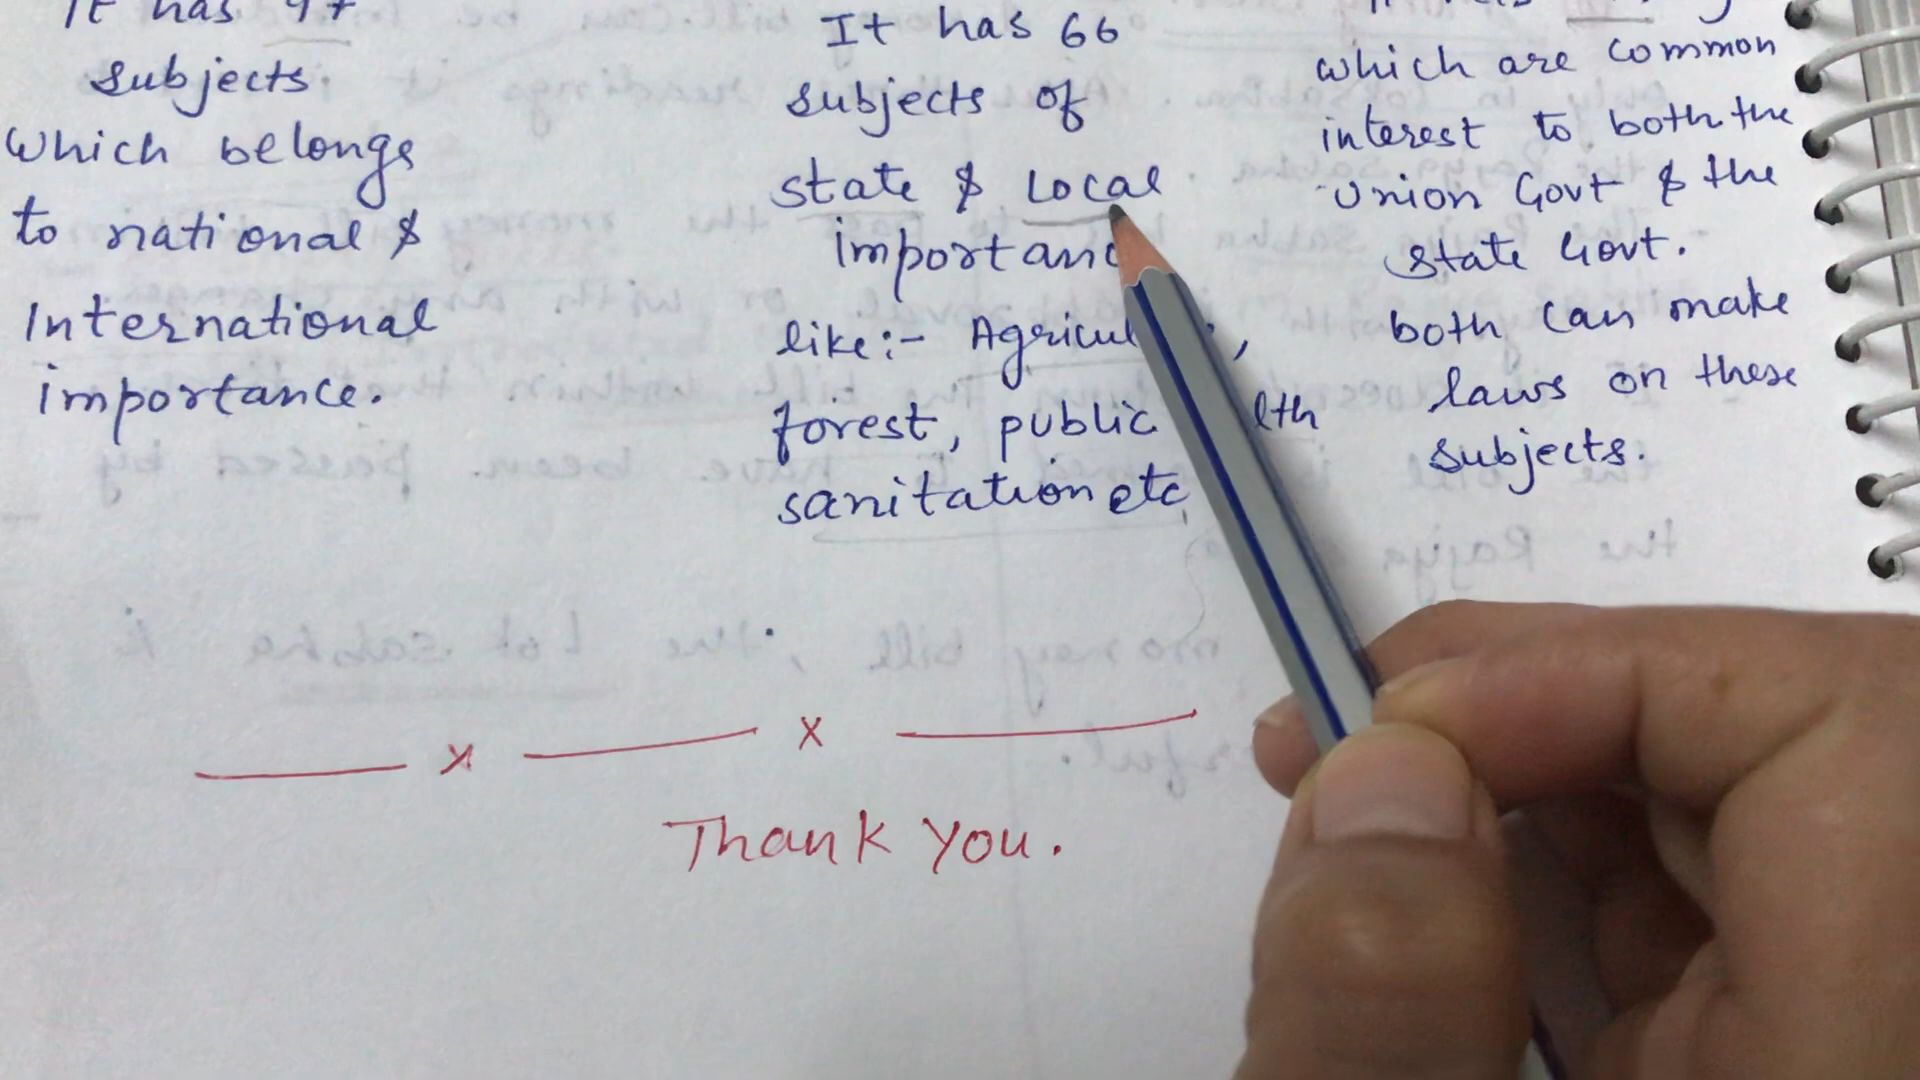 It has 97
subjects.
Which belongs
to national &
International
importance.
It has 66
subjects of
state & Local
importanc
like:- Agricul ,
forest, public lth
sanitation etc
which are common
interest to both the
Union Govt & the
state Govt.
both can make
laws on these
subjects.
x x
Thank you.